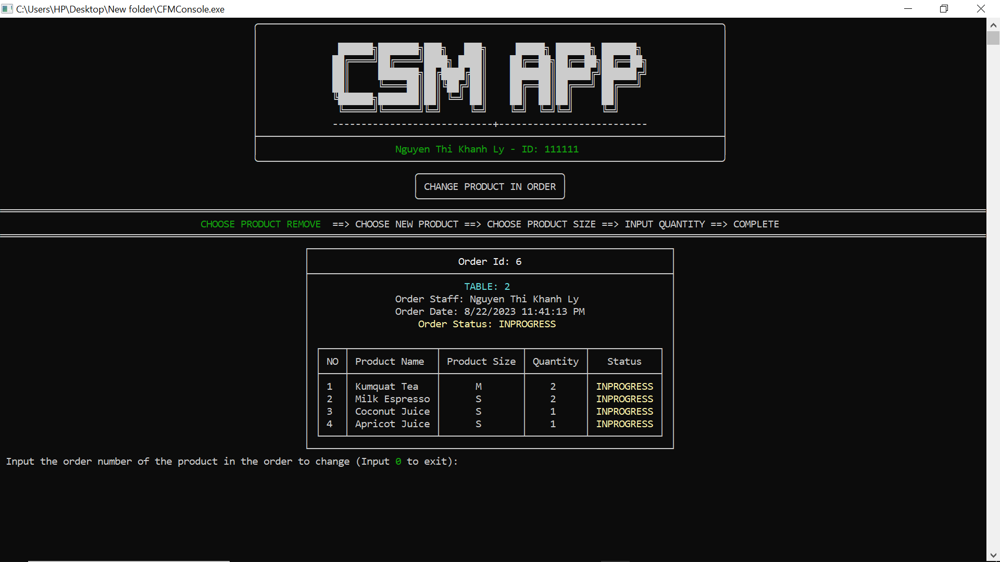 C:\Users\HP\Desktop\New folder\CFMConsole.exe
CSM APP
----------------------------+--------------------------
Nguyen Thi Khanh Ly - ID: 111111
CHANGE PRODUCT IN ORDER
CHOOSE PRODUCT REMOVE ==> CHOOSE NEW PRODUCT ==> CHOOSE PRODUCT SIZE ==> INPUT QUANTITY ==> COMPLETE
Order Id: 6
TABLE: 2
Order Staff: Nguyen Thi Khanh Ly
Order Date: 8/22/2023 11:41:13 PM
Order Status: INPROGRESS
NO Product Name Product Size Quantity Status
1 Kumquat Tea M 2 INPROGRESS
2 Milk Espresso S 2 INPROGRESS
3 Coconut Juice S 1 INPROGRESS
4 Apricot Juice S 1 INPROGRESS
Input the order number of the product in the order to change (Input 0 to exit):